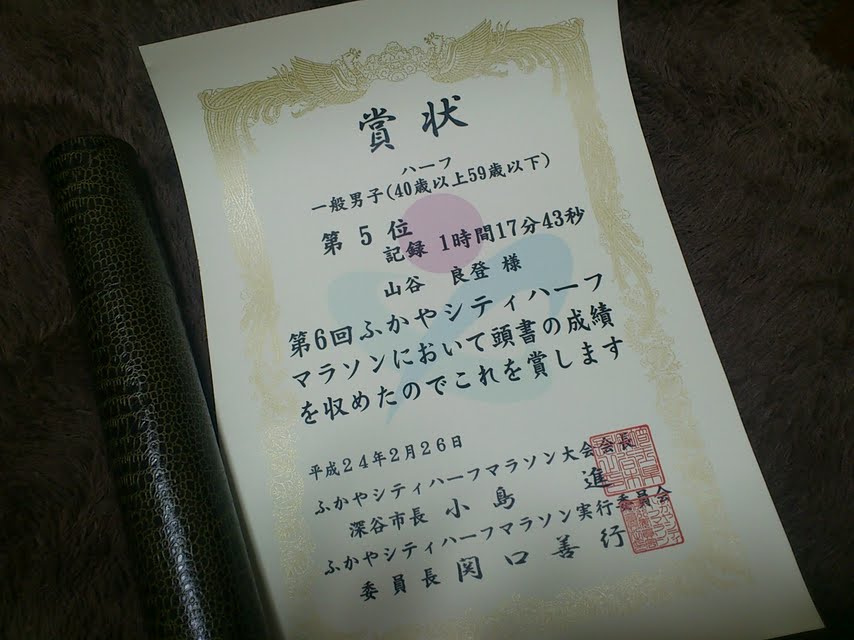 賞状
ハーフ
一般男子(40歳以上59歳以下)
第5位
記録 1時間17分43秒
山谷 良登 様
第6回ふかやシティハーフ
マラソンにおいて頭書の成績
を収めたのでこれを賞します
平成24年2月26日
ふかやシティハーフマラソン大会会長
深谷市長 小島 進
ふかやシティハーフマラソン実行委員会
委員長 関口善行